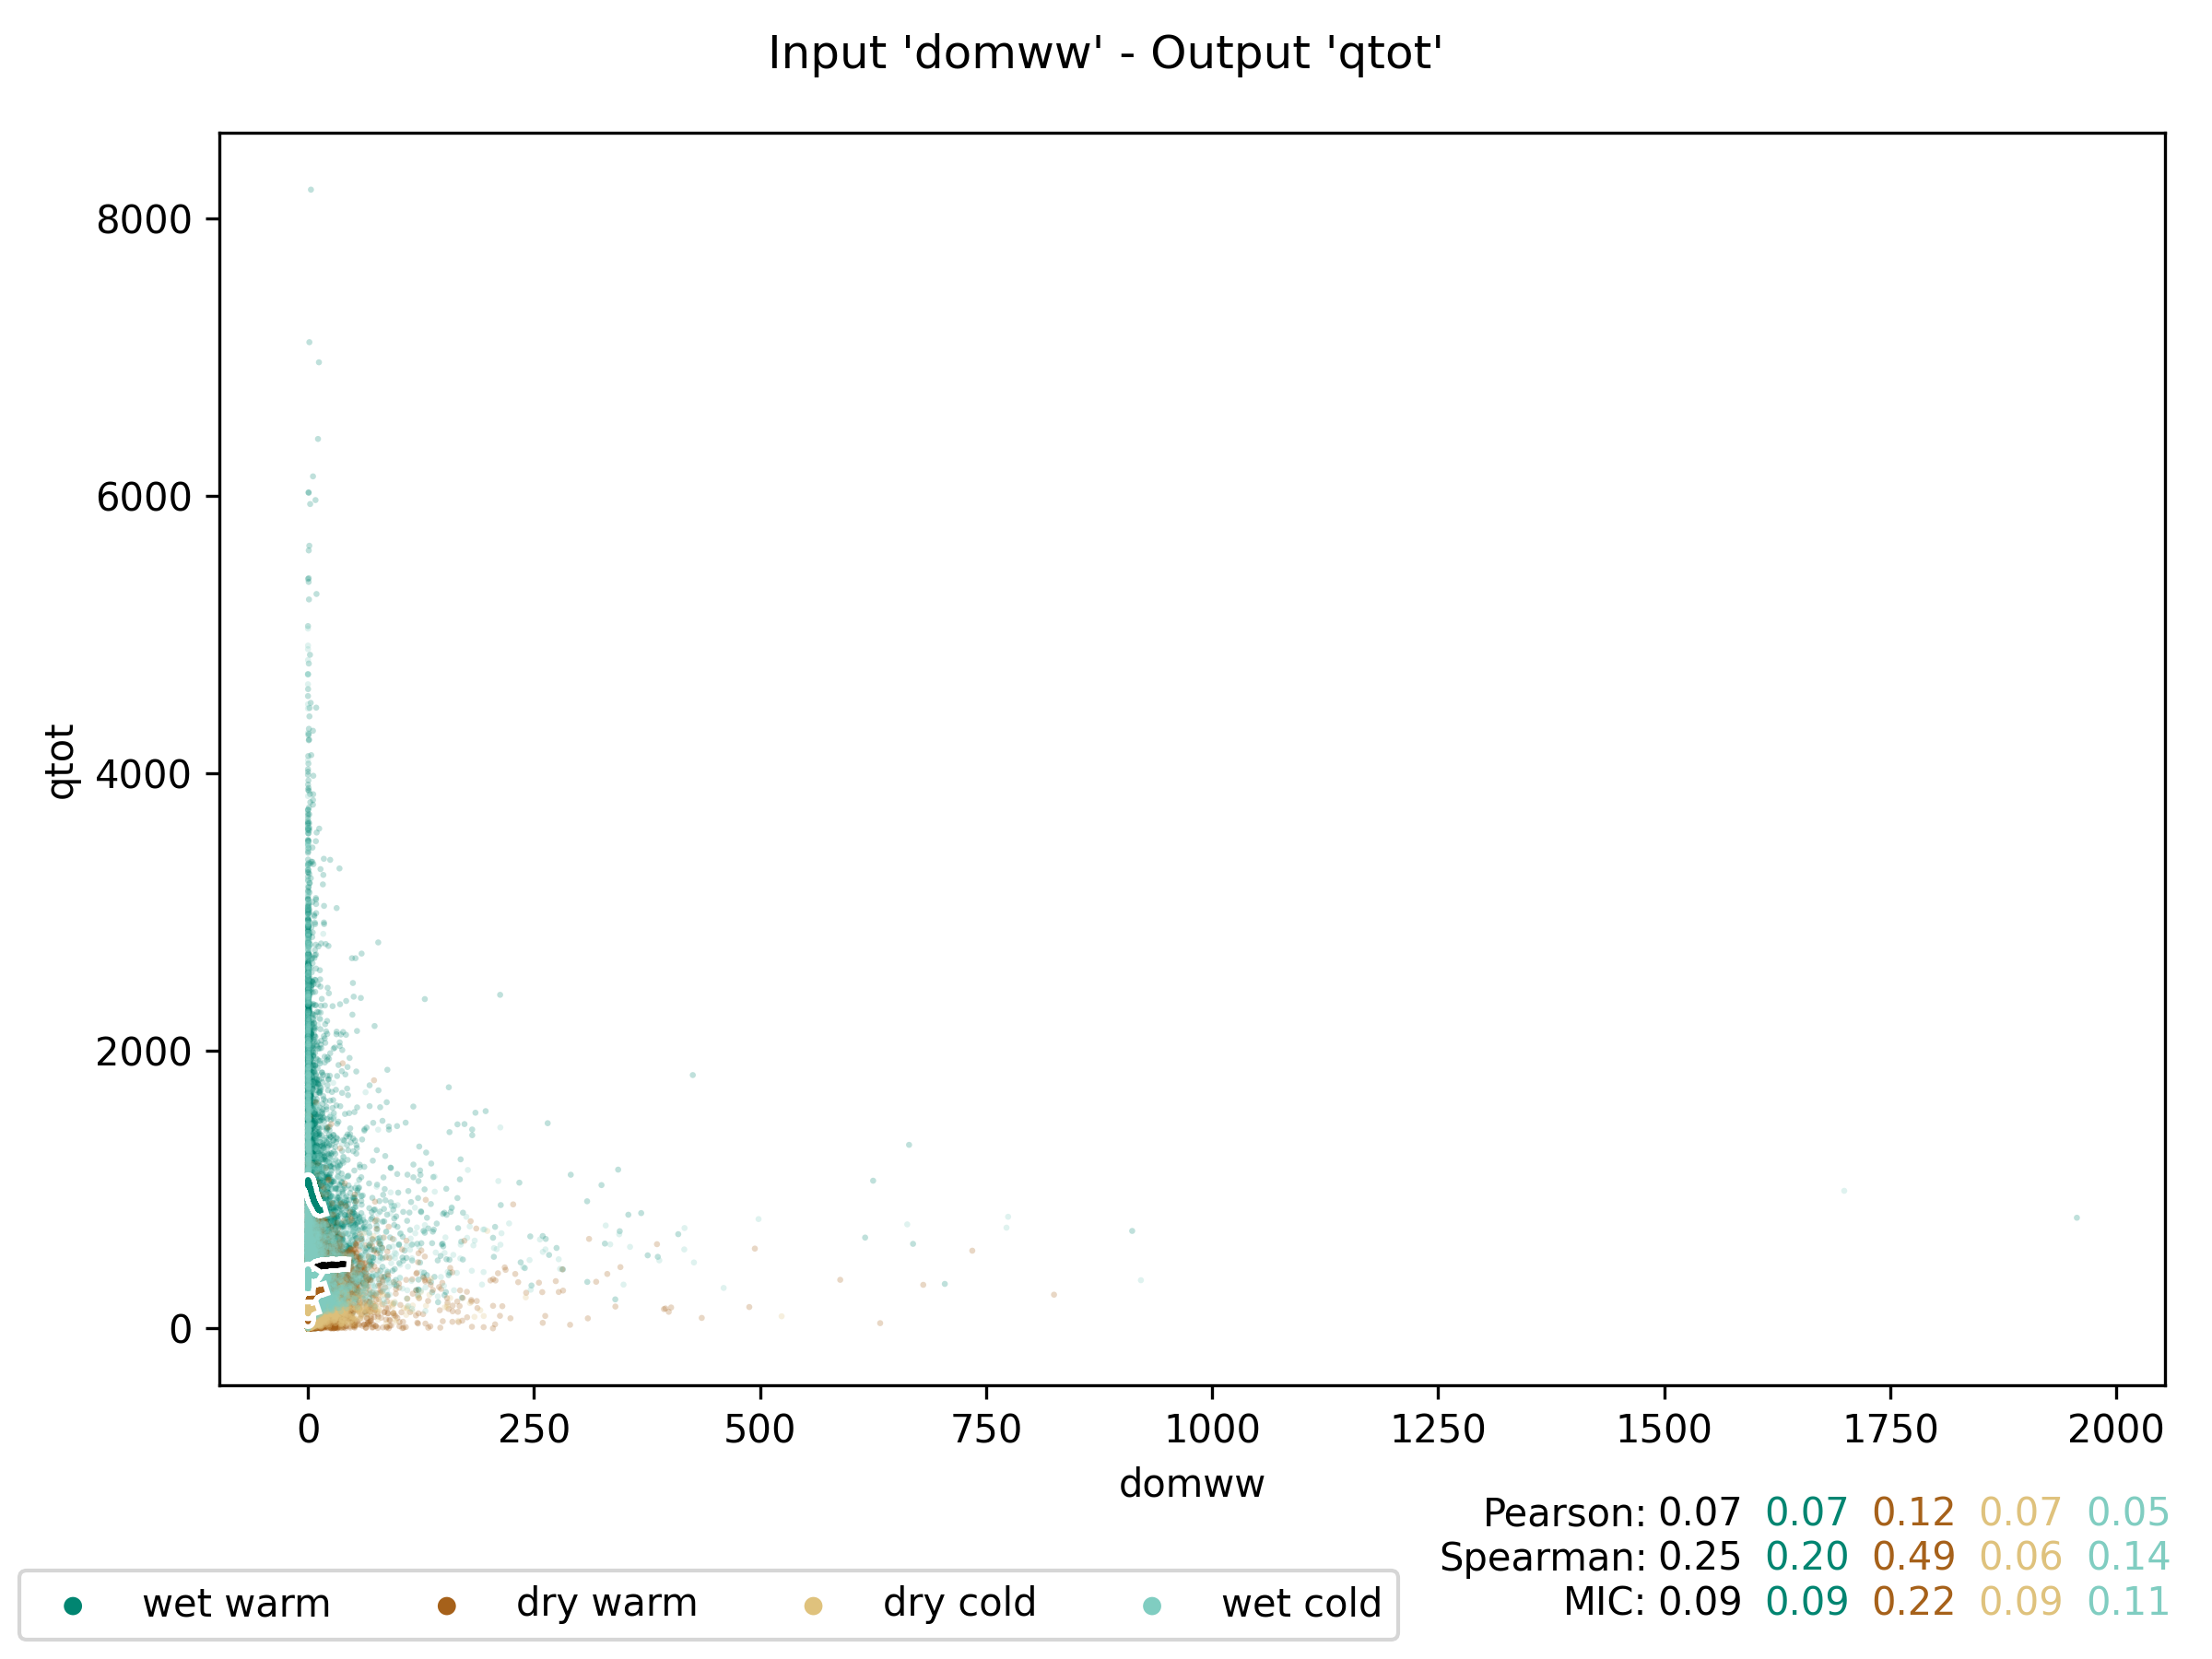 Input 'domww' - Output 'qtot'
8000
6000
4000
2000
0
qtot
0 250 500 750 1000 1250 1500 1750 2000
domww
Pearson: 0.07 0.07 0.12 0.07 0.05
Spearman: 0.25 0.20 0.49 0.06 0.14
MIC: 0.09 0.09 0.22 0.09 0.11
wet warm dry warm dry cold wet cold